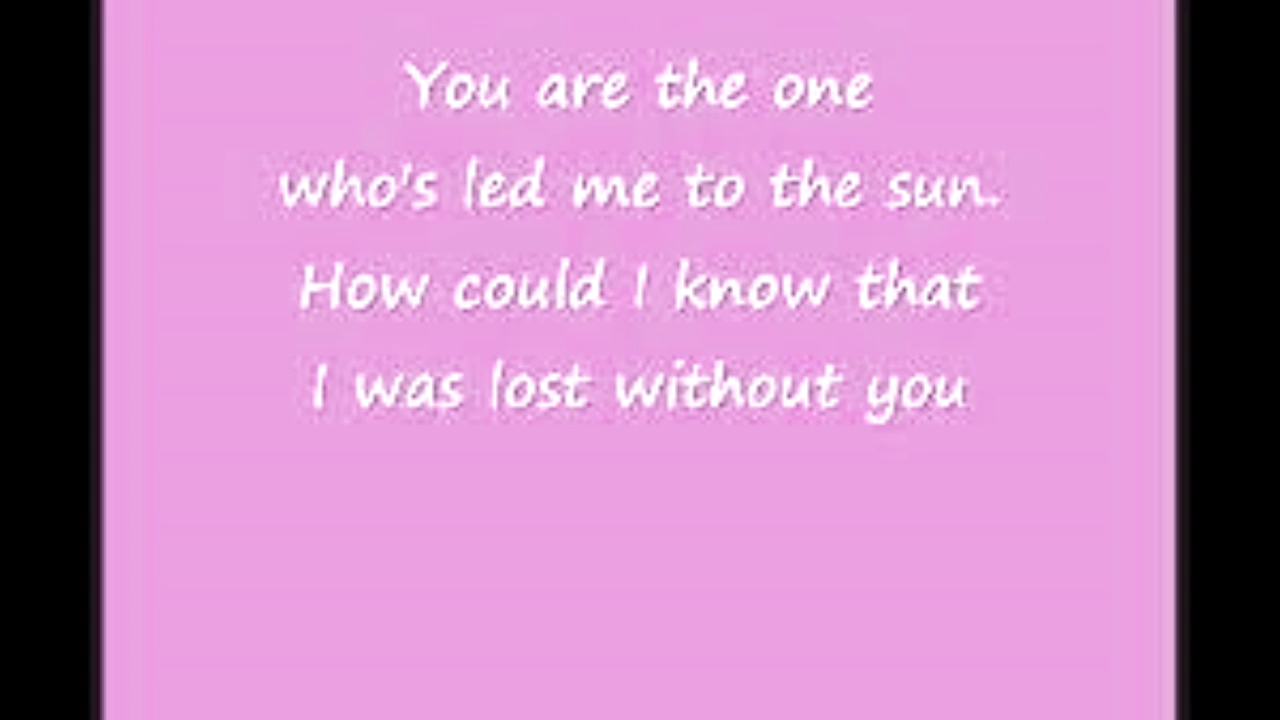 You are the one
who's led me to the sun.
How could I know that
I was lost without you